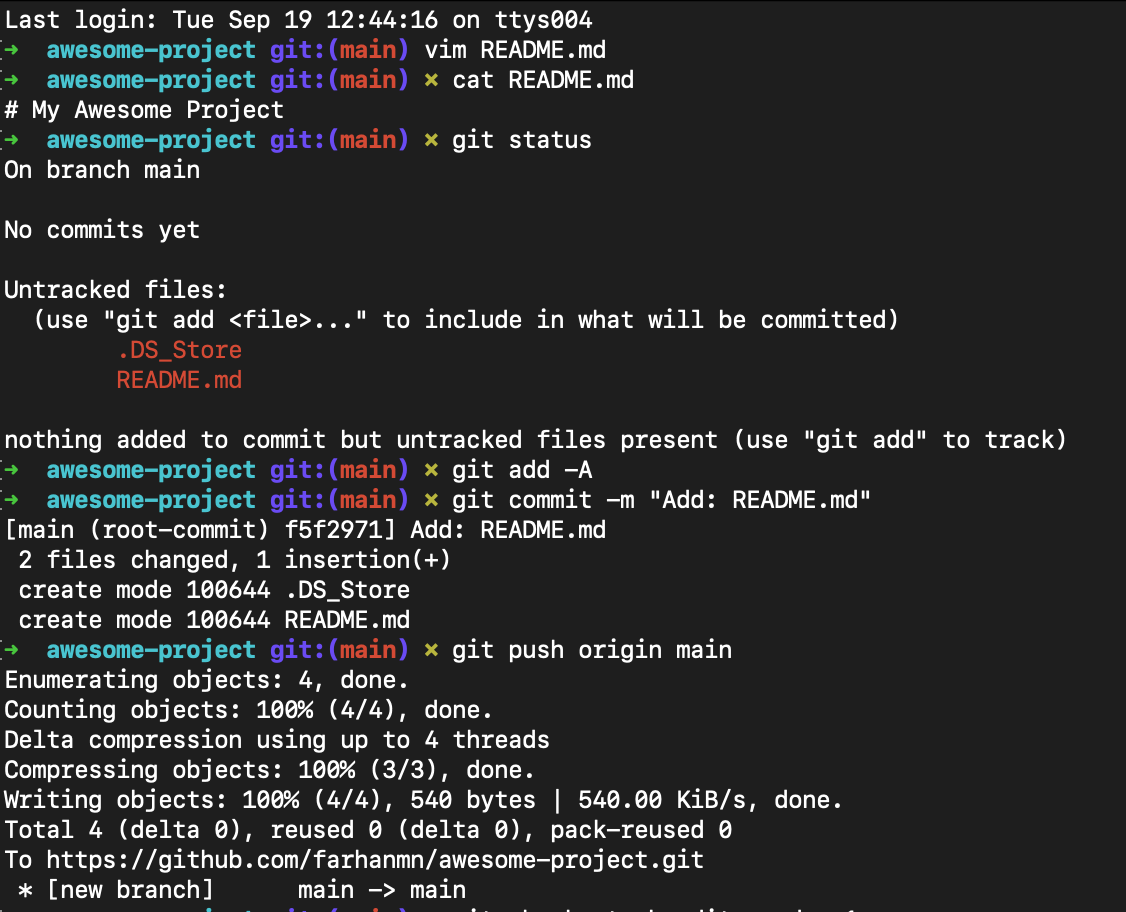 Last login: Tue Sep 19 12:44:16 on ttys004
→ awesome-project git:(main) vim README.md
→ awesome-project git:(main) × cat README.md
# My Awesome Project
→ awesome-project git:(main) × git status
On branch main
No commits yet
Untracked files:
(use "git add <file>..." to include in what will be committed)
.DS_Store
README.md
nothing added to commit but untracked files present (use "git add" to track)
→ awesome-project git:(main) × git add -A
→ awesome-project git:(main) × git commit -m "Add: README.md"
[main (root-commit) f5f2971] Add: README.md
2 files changed, 1 insertion(+)
create mode 100644 .DS_Store
create mode 100644 README.md
→ awesome-project git:(main) × git push origin main
Enumerating objects: 4, done.
Counting objects: 100% (4/4), done.
Delta compression using up to 4 threads
Compressing objects: 100% (3/3), done.
Writing objects: 100% (4/4), 540 bytes | 540.00 KiB/s, done.
Total 4 (delta 0), reused 0 (delta 0), pack-reused 0
To https://github.com/farhanmn/awesome-project.git
* [new branch] main -> main